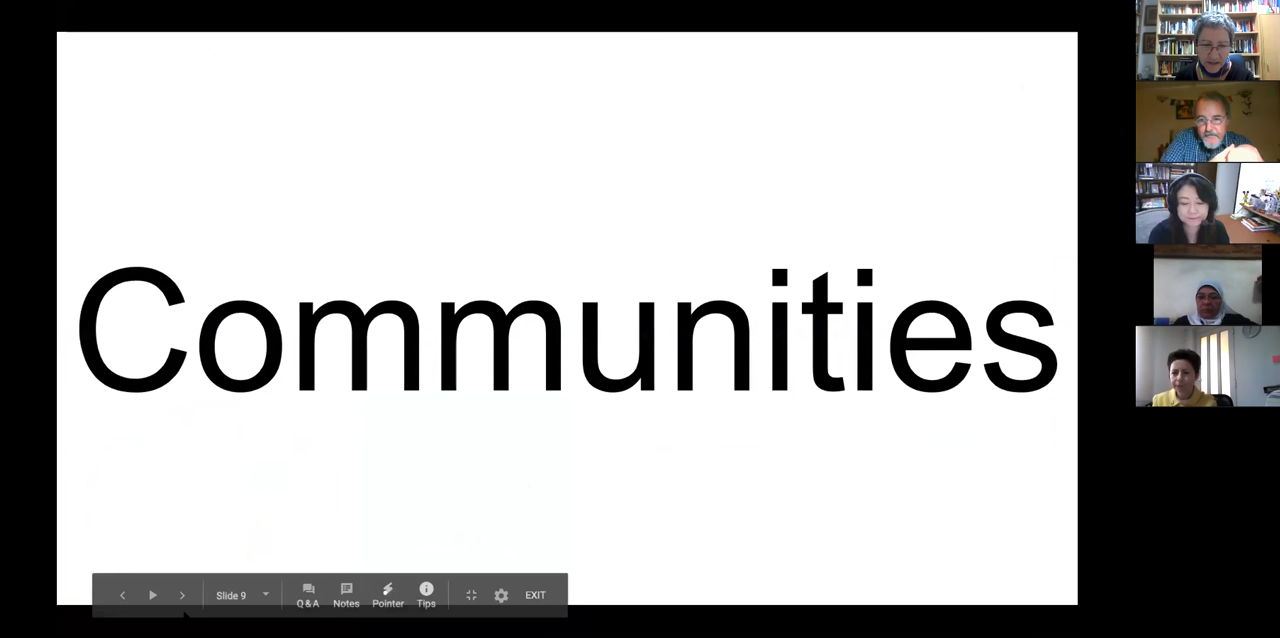 Communities
Slide 9
Q&A
Notes
Pointer
Tips
EXIT